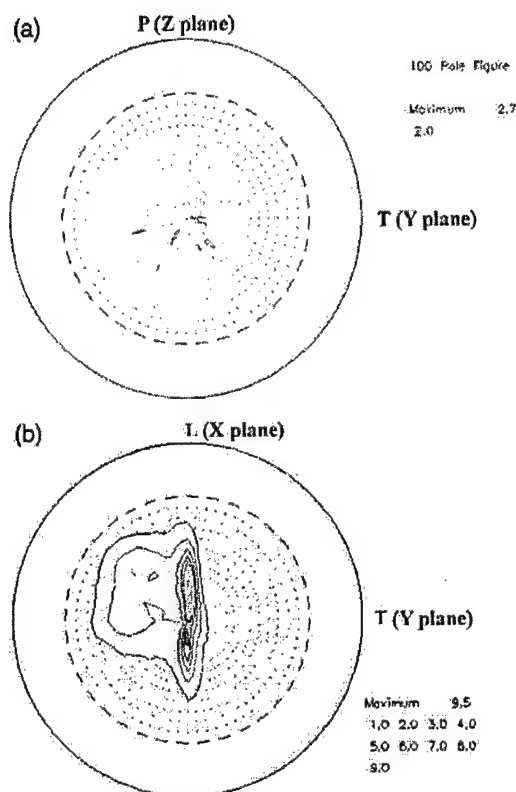 (a)
P (Z plane)
100 Pole Figure
Maximum 2.7
2.0
T (Y plane)
(b)
L (X plane)
T (Y plane)
Maximum 9.5
1.0 2.0 3.0 4.0
5.0 6.0 7.0 8.0
9.0